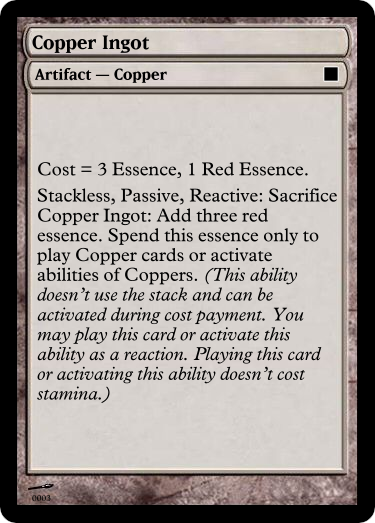 Copper Ingot
Artifact — Copper
Cost = 3 Essence, 1 Red Essence.
Stackless, Passive, Reactive: Sacrifice
Copper Ingot: Add three red
essence. Spend this essence only to
play Copper cards or activate
abilities of Coppers. (This ability
doesn't use the stack and can be
activated during cost payment. You
may play this card or activate this
ability as a reaction. Playing this card
or activating this ability doesn't cost
stamina.)
0003